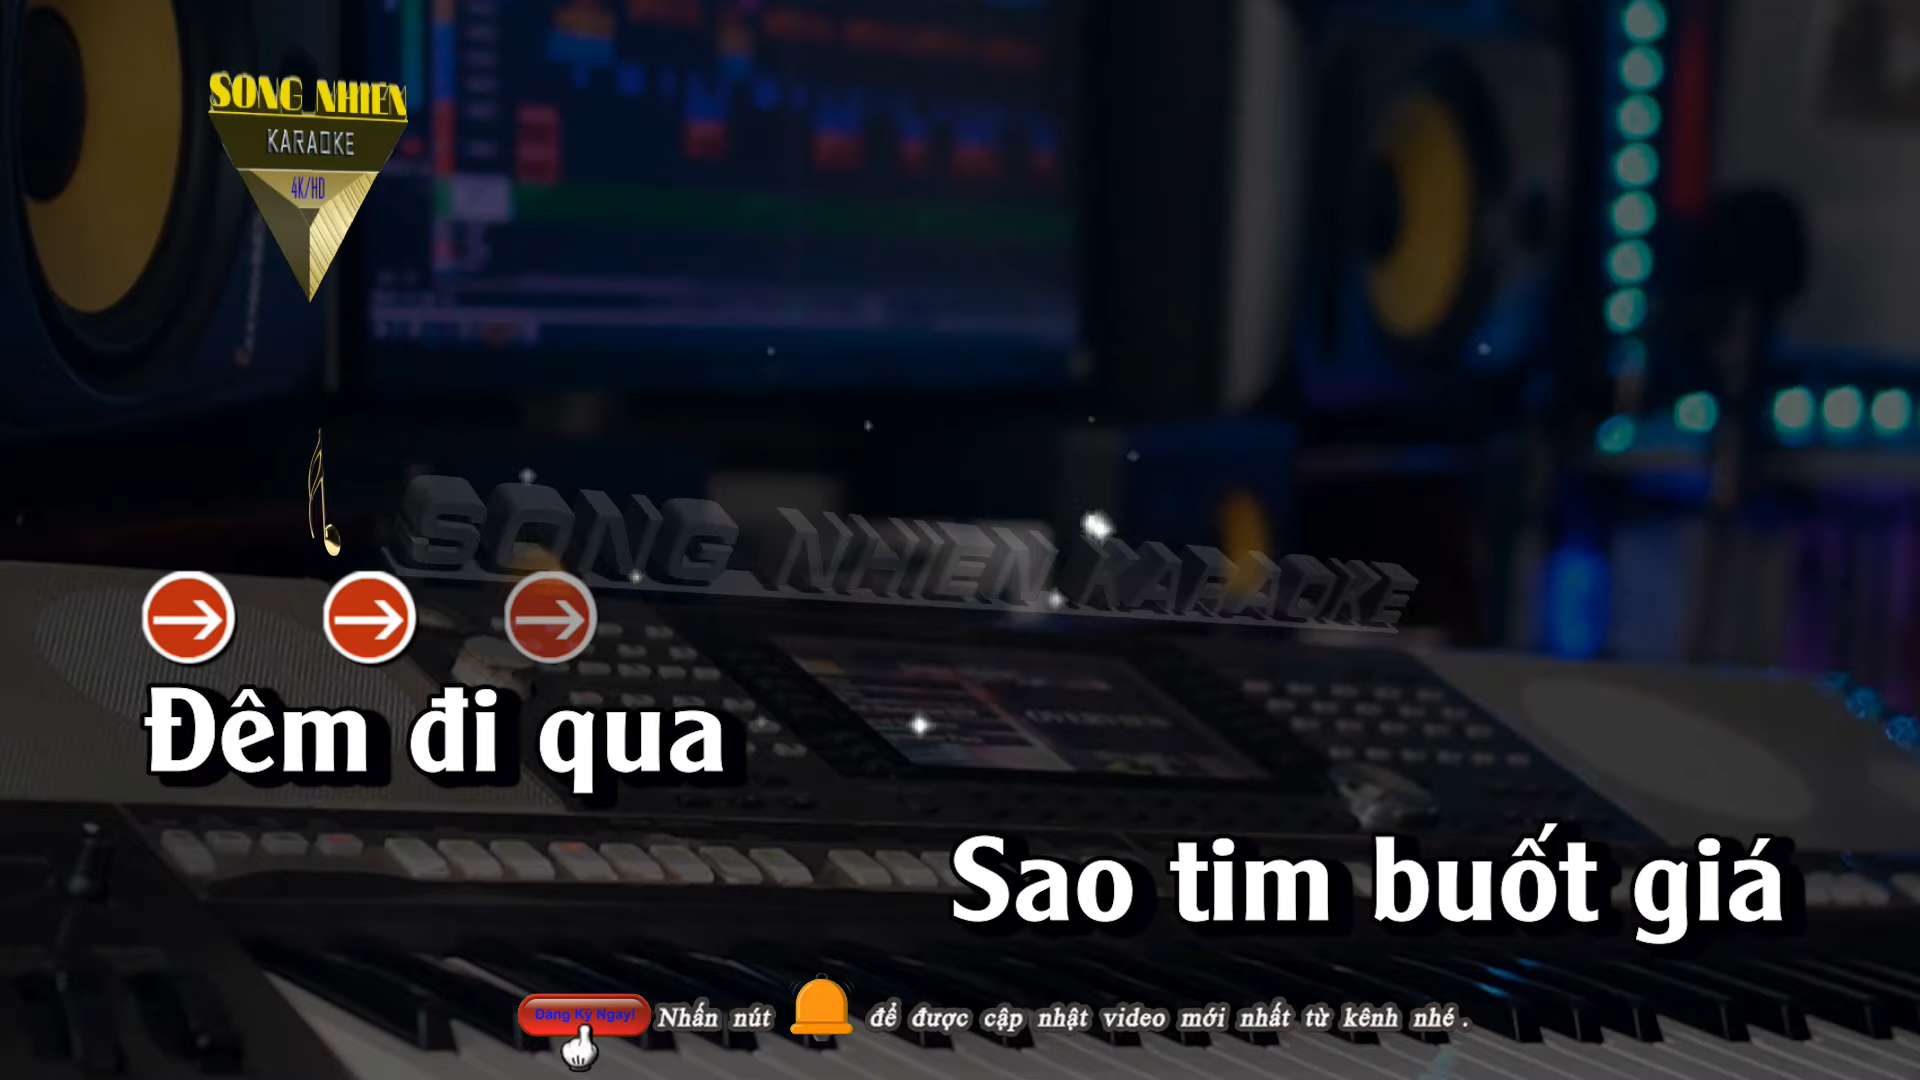 SONG NHIEN
KARAOKE
4K/HD
SONG NHIEN KARAOKE
Đêm đi qua
Sao tim buốt giá
Đăng Ký Ngay!
Nhấn nút để được cập nhật video mới nhất từ kênh nhé .